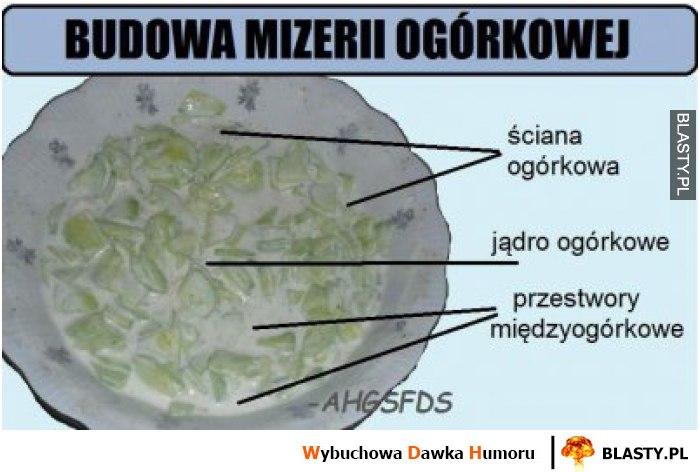 BUDOWA MIZERII OGÓRKOWEJ
BLASTY.PL
ściana
ogórkowa
jądro ogórkowe
przestwory
międzyogórkowe
-AHGSFDS
Wybuchowa Dawka Humoru
BLASTY.PL